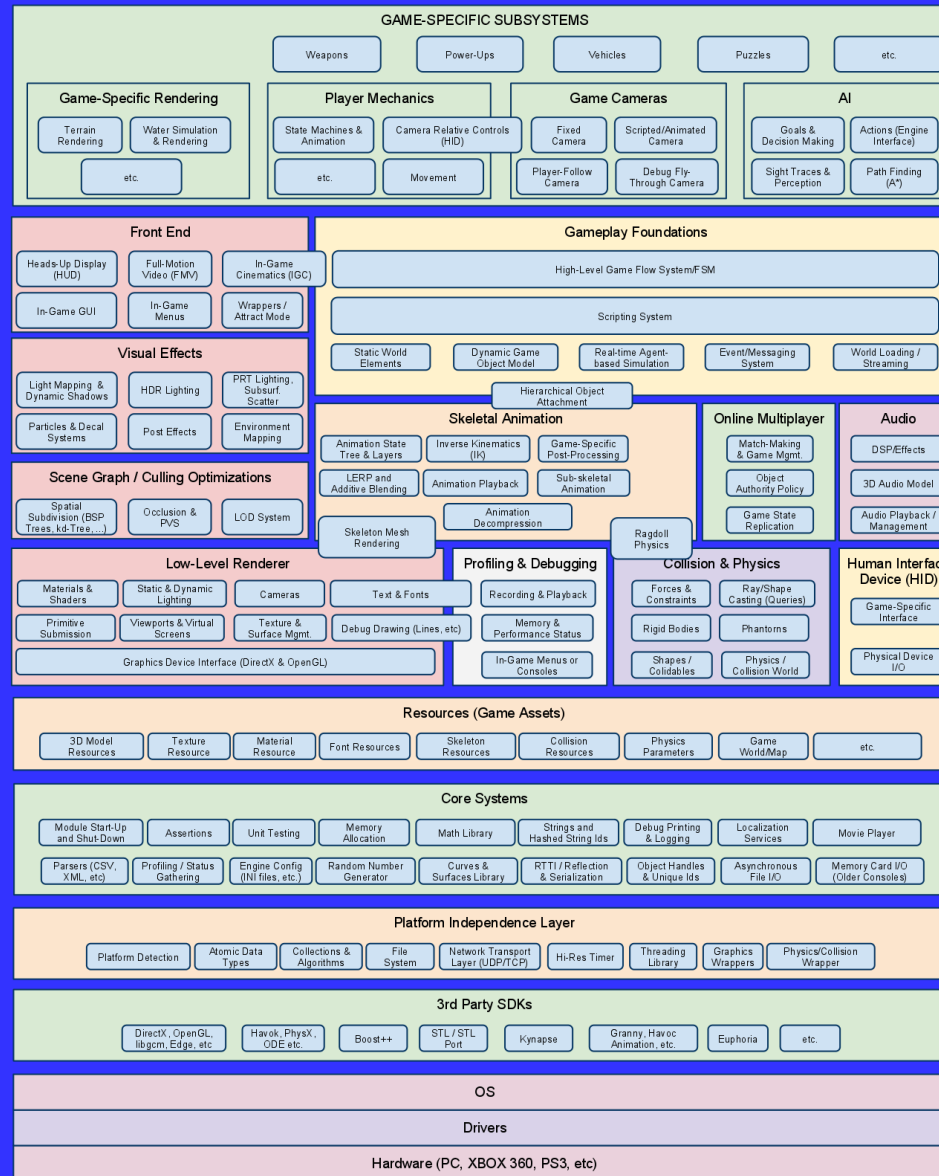 GAME-SPECIFIC SUBSYSTEMS
Weapons
Power-Ups
Vehicles
Puzzles
etc.
Game-Specific Rendering
Terrain
Rendering
Water Simulation
& Rendering
etc.
Player Mechanics
State Machines &
Animation
Camera Relative Controls
(HID)
etc.
Movement
Game Cameras
Fixed
Camera
Scripted/Animated
Camera
Player-Follow
Camera
Debug Fly-
Through Camera
AI
Goals &
Decision Making
Actions (Engine
Interface)
Sight Traces &
Perception
Path Finding
(A*)
Front End
Heads-Up Display
(HUD)
Full-Motion
Video (FMV)
In-Game
Cinematics (IGC)
In-Game GUI
In-Game
Menus
Wrappers /
Attract Mode
Gameplay Foundations
High-Level Game Flow System/FSM
Scripting System
Static World
Elements
Dynamic Game
Object Model
Real-time Agent-
based Simulation
Event/Messaging
System
World Loading /
Streaming
Hierarchical Object
Attachment
Visual Effects
Light Mapping &
Dynamic Shadows
HDR Lighting
PRT Lighting,
Subsurf.
Scatter
Particles & Decal
Systems
Post Effects
Environment
Mapping
Scene Graph / Culling Optimizations
Spatial
Subdivision (BSP
Trees, kd-Tree, ...)
Occlusion &
PVS
LOD System
Skeletal Animation
Animation State
Tree & Layers
Inverse Kinematics
(IK)
Game-Specific
Post-Processing
LERP and
Additive Blending
Animation Playback
Sub-skeletal
Animation
Animation
Decompression
Skeleton Mesh
Rendering
Ragdoll
Physics
Online Multiplayer
Match-Making
& Game Mgmt.
Object
Authority Policy
Game State
Replication
Audio
DSP/Effects
3D Audio Model
Audio Playback /
Management
Low-Level Renderer
Materials &
Shaders
Static & Dynamic
Lighting
Cameras
Text & Fonts
Primitive
Submission
Viewports & Virtual
Screens
Texture &
Surface Mgmt.
Debug Drawing (Lines, etc)
Graphics Device Interface (DirectX & OpenGL)
Profiling & Debugging
Recording & Playback
Memory &
Performance Status
In-Game Menus or
Consoles
Collision & Physics
Forces &
Constraints
Ray/Shape
Casting (Queries)
Rigid Bodies
Phantorns
Shapes /
Colidables
Physics /
Collision World
Human Interfac
Device (HID)
Game-Specific
Interface
Physical Device
I/O
Resources (Game Assets)
3D Model
Resources
Texture
Resource
Material
Resource
Font Resources
Skeleton
Resources
Collision
Resources
Physics
Parameters
Game
World/Map
etc.
Core Systems
Module Start-Up
and Shut-Down
Assertions
Unit Testing
Memory
Allocation
Math Library
Strings and
Hashed String Ids
Debug Printing
& Logging
Localization
Services
Movie Player
Parsers (CSV,
XML, etc)
Profiling / Status
Gathering
Engine Config
(INI files, etc.)
Random Number
Generator
Curves &
Surfaces Library
RTTI / Reflection
& Serialization
Object Handles
& Unique Ids
Asynchronous
File I/O
Memory Card I/O
(Older Consoles)
Platform Independence Layer
Platform Detection
Atomic Data
Types
Collections &
Algorithms
File
System
Network Transport
Layer (UDP/TCP)
Hi-Res Timer
Threading
Library
Graphics
Wrappers
Physics/Collision
Wrapper
3rd Party SDKs
DirectX, OpenGL,
libgcm, Edge, etc
Havok, PhysX,
ODE etc.
Boost++
STL / STL
Port
Kynapse
Granny, Havoc
Animation, etc.
Euphoria
etc.
OS
Drivers
Hardware (PC, XBOX 360, PS3, etc)